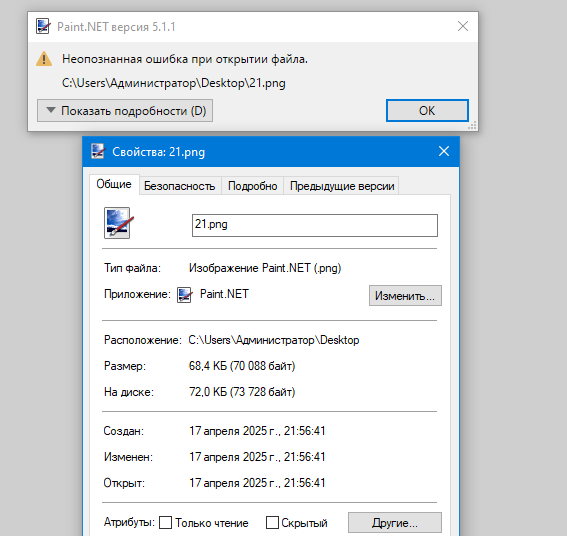 Paint.NET версия 5.1.1
Неопознанная ошибка при открытии файла.
C:\Users\Администратор\Desktop\21.png
Показать подробности (D)
OK
Свойства: 21.png
Общие Безопасность Подробно Предыдущие версии
21.png
Тип файла: Изображение Paint.NET (.png)
Приложение: Paint.NET Изменить...
Расположение: C:\Users\Администратор\Desktop
Размер: 68,4 КБ (70 088 байт)
На диске: 72,0 КБ (73 728 байт)
Создан: 17 апреля 2025 г., 21:56:41
Изменен: 17 апреля 2025 г., 21:56:41
Открыт: 17 апреля 2025 г., 21:56:41
Атрибуты: Только чтение Скрытый Другие...